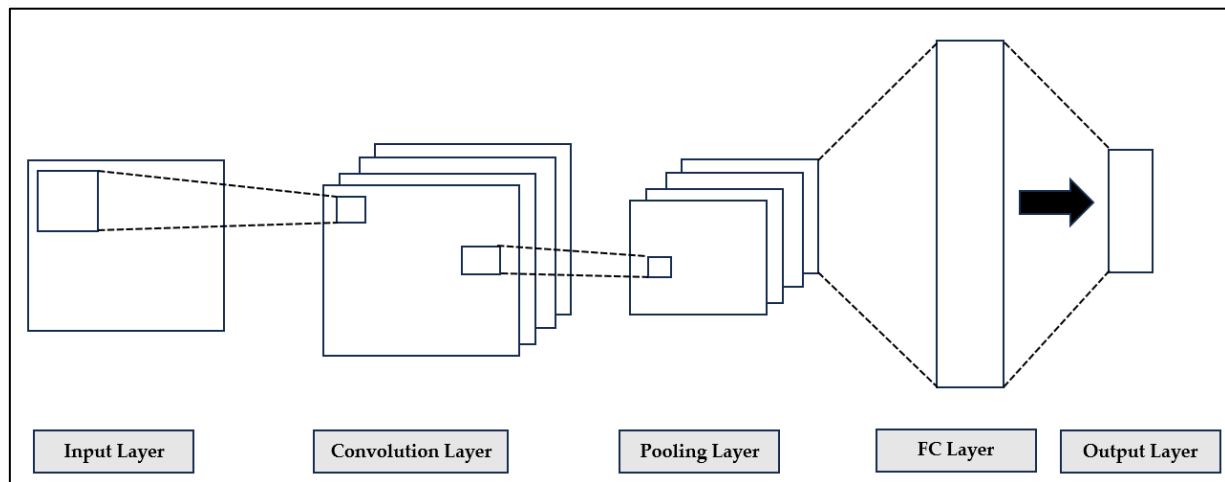 Input Layer
Convolution Layer
Pooling Layer
FC Layer
Output Layer